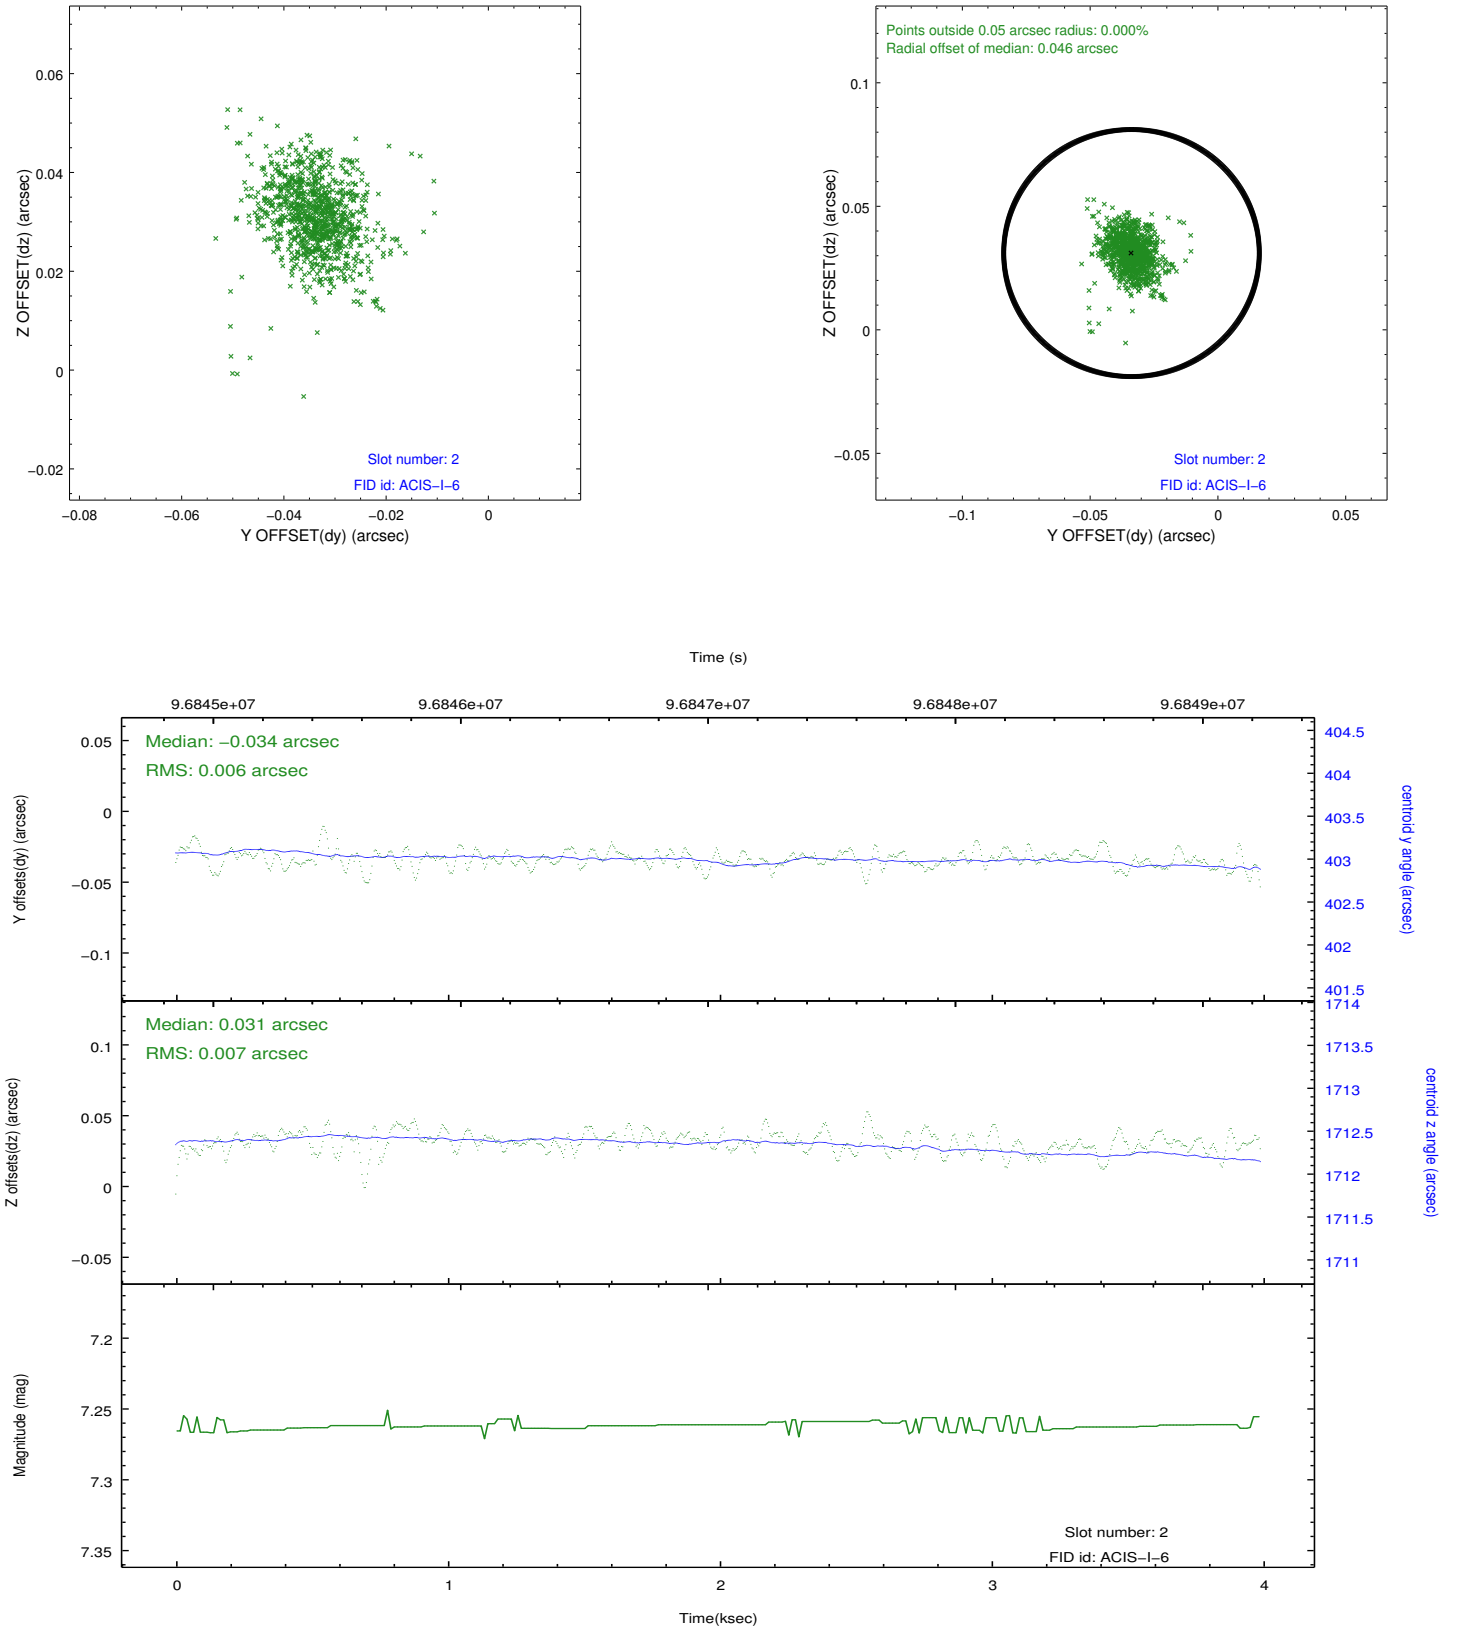 0.06
0.04
0.02
0
−0.02
−0.08
−0.06
−0.04
−0.02
0
Z OFFSET(dz) (arcsec)
Y OFFSET(dy) (arcsec)
Slot number: 2
FID id: ACIS−I−6
Points outside 0.05 arcsec radius: 0.000%
Radial offset of median: 0.046 arcsec
0.1
0.05
0
−0.05
−0.1
−0.05
0
0.05
Z OFFSET(dz) (arcsec)
Y OFFSET(dy) (arcsec)
Slot number: 2
FID id: ACIS−I−6
Time (s)
9.6845e+07
9.6846e+07
9.6847e+07
9.6848e+07
9.6849e+07
Median: −0.034 arcsec
RMS: 0.006 arcsec
0.05
0
−0.05
−0.1
Y offsets(dy) (arcsec)
404.5
404
403.5
403
402.5
402
401.5
centroid y angle (arcsec)
Median: 0.031 arcsec
RMS: 0.007 arcsec
0.1
0.05
0
−0.05
Z offsets(dz) (arcsec)
1714
1713.5
1713
1712.5
1712
1711.5
1711
centroid z angle (arcsec)
7.2
7.25
7.3
7.35
Magnitude (mag)
Slot number: 2
FID id: ACIS−I−6
0
1
2
3
4
Time(ksec)